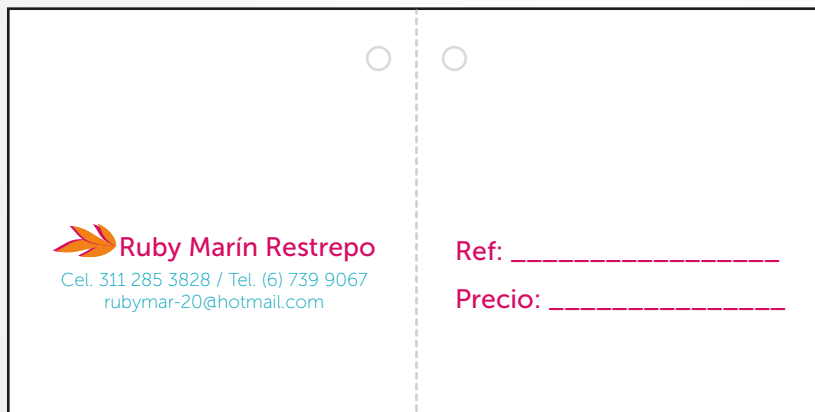 Ruby Marín Restrepo
Cel. 311 285 3828 / Tel. (6) 739 9067
rubymar-20@hotmail.com
Ref: _________________
Precio: _______________